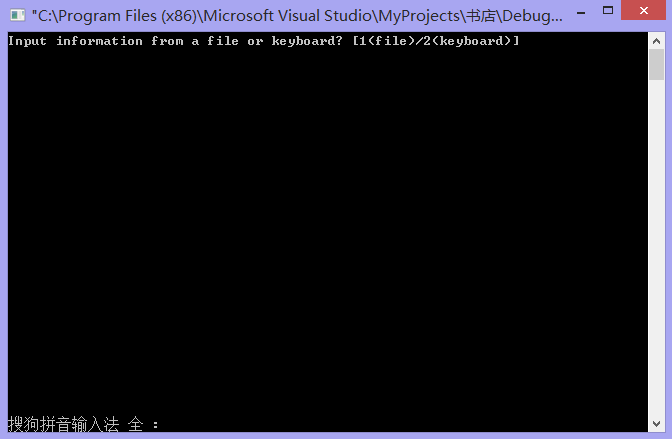 "C:\Program Files (x86)\Microsoft Visual Studio\MyProjects\书店\Debug...
Input information from a file or keyboard? [1(file)/2(keyboard)]
搜狗拼音输入法 全 :